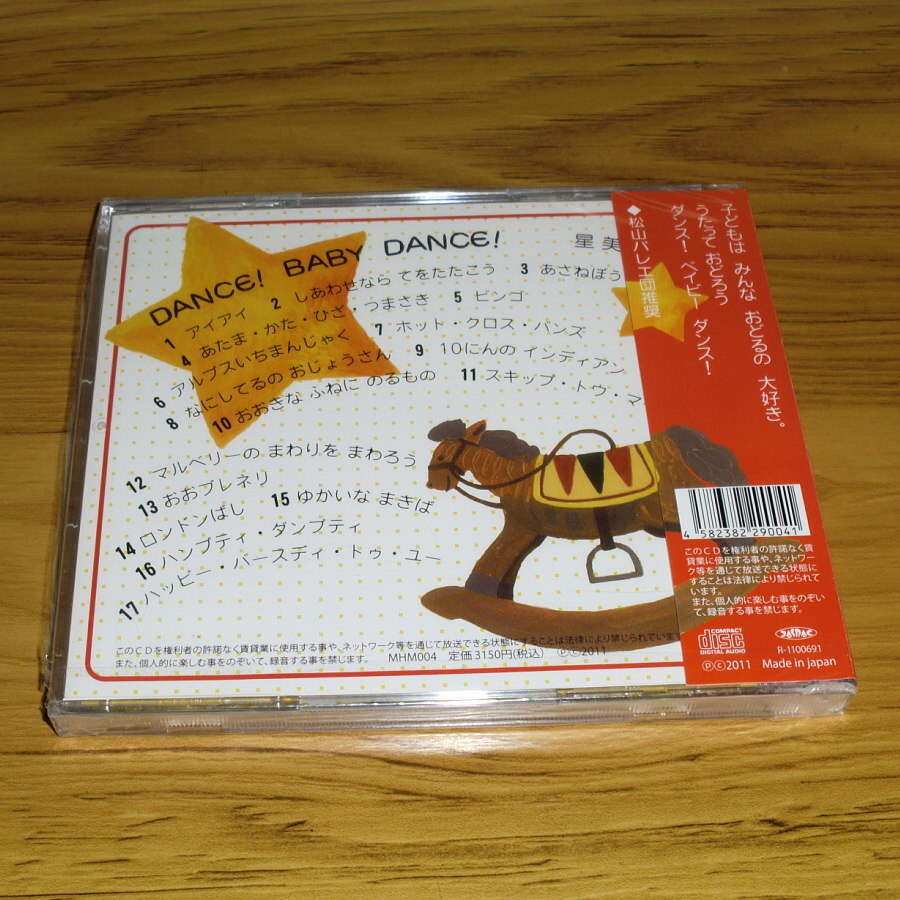 DANCE! BABY DANCE!
星 美
1 アイアイ 2 しあわせなら てをたたこう 3 あさねぼう
4 あたま・かた・ひざ・つまさき 5 ビンゴ
6 アルプスいちまんじゃく 7 ホット・クロス・バンズ
8 なにしてるの おじょうさん 9 10にんの インディアン
10 おおきな ふねに のるもの 11 スキップ・トゥ・マ
12 マルベリーの まわりを まわろう
13 おおブレネリ
14 ロンドンばし 15 ゆかいな まきば
16 ハンプティ・ダンプティ
17 ハッピー・バースディ・トゥ・ユー
このCDを権利者の許諾なく賃貸業に使用する事や、ネットワーク等を通じて放送できる状態にすることは法律により禁じられています
また、個人的に楽しむ事をのぞいて、録音する事を禁じます。 MHM004 定価 3150円(税込) ⓅⒸ2011
子どもは みんな おどるの 大好き。
うたって おどろう
ダンス! ベイビー ダンス!
◆松山バレエ団推奨
4 582382 290041
このCDを権利者の許諾なく賃
貸業に使用する事や、ネットワー
ク等を通じて放送できる状態に
することは法律により禁じられて
います。
また、個人的に楽しむ事をのぞい
て、録音する事を禁じます。
COMPACT
disc
DIGITAL AUDIO
JASRAC
R-1100691
ⓅⒸ2011 Made in japan